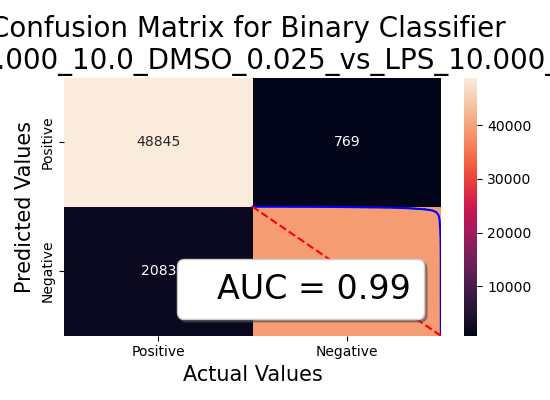 Confusion Matrix for Binary Classifier
.000_10.0_DMSO_0.025_vs_LPS_10.000_
Predicted Values
Positive
Negative
48845
769
2083
AUC = 0.99
Positive
Negative
Actual Values
40000
30000
20000
10000